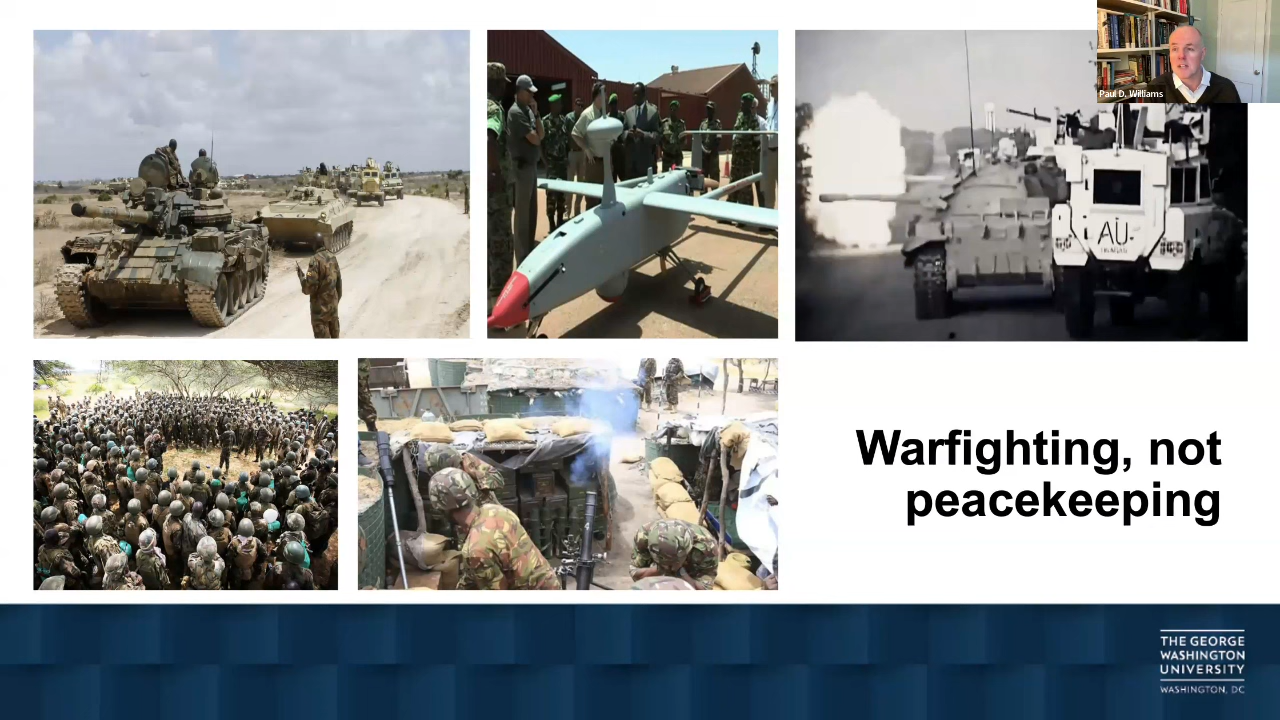 Paul D. Williams
AU
Warfighting, not
peacekeeping
THE GEORGE
WASHINGTON
UNIVERSITY
WASHINGTON, DC